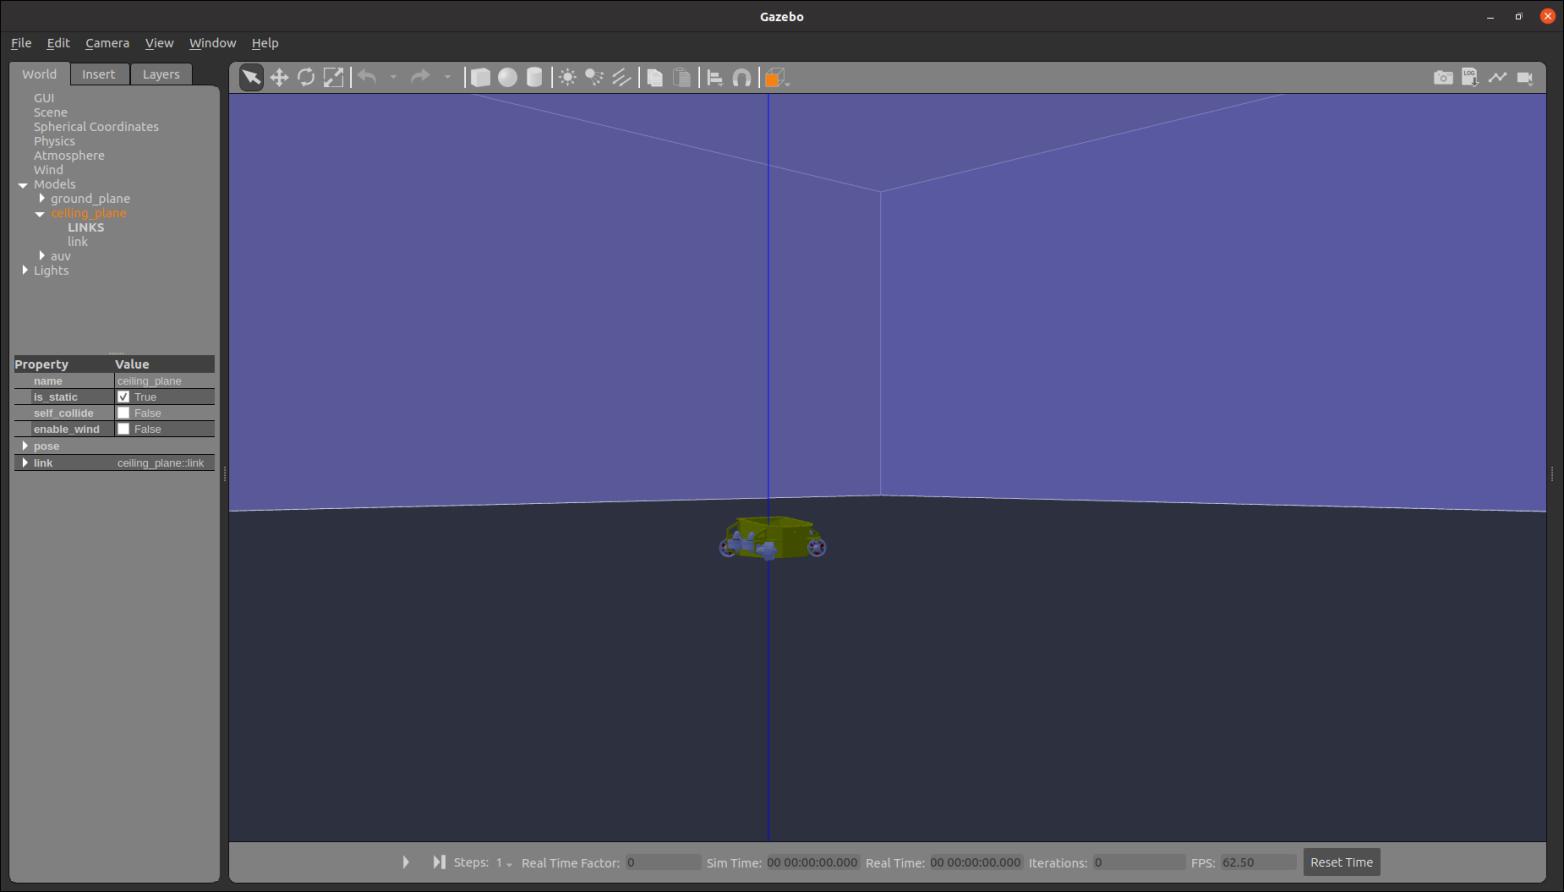 Gazebo
File Edit Camera View Window Help
World Insert Layers
LOG
GUI
Scene
Spherical Coordinates
Physics
Atmosphere
Wind
Models
ground_plane
ceiling_plane
LINKS
link
auv
Lights
Property Value
name ceiling_plane
is_static True
self_collide False
enable_wind False
pose
link ceiling_plane::link
Steps: 1 Real Time Factor: 0 Sim Time: 00 00:00:00.000 Real Time: 00 00:00:00.000 Iterations: 0 FPS: 62.50 Reset Time